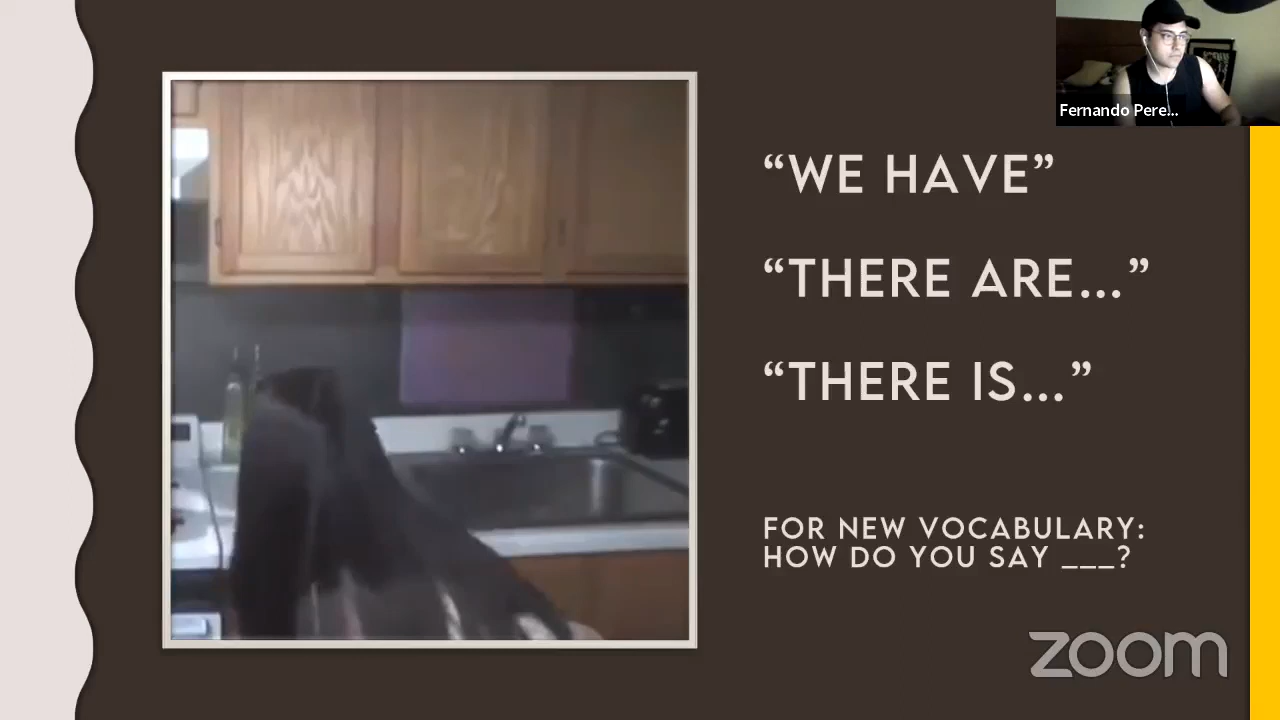 Fernando Pere...
“WE HAVE”
“THERE ARE...”
“THERE IS...”
FOR NEW VOCABULARY:
HOW DO YOU SAY ___?
zoom